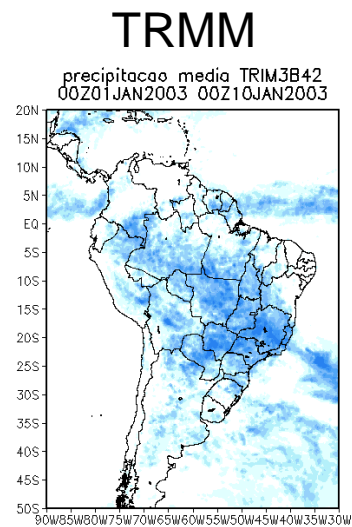 TRMM
precipitacao media TRIM3B42
00Z01JAN2003 00Z10JAN2003
20N
15N
10N
5N
EQ
5S
10S
15S
20S
25S
30S
35S
40S
45S
50S
90W85W80W75W70W65W60W55W50W45W40W35W30W